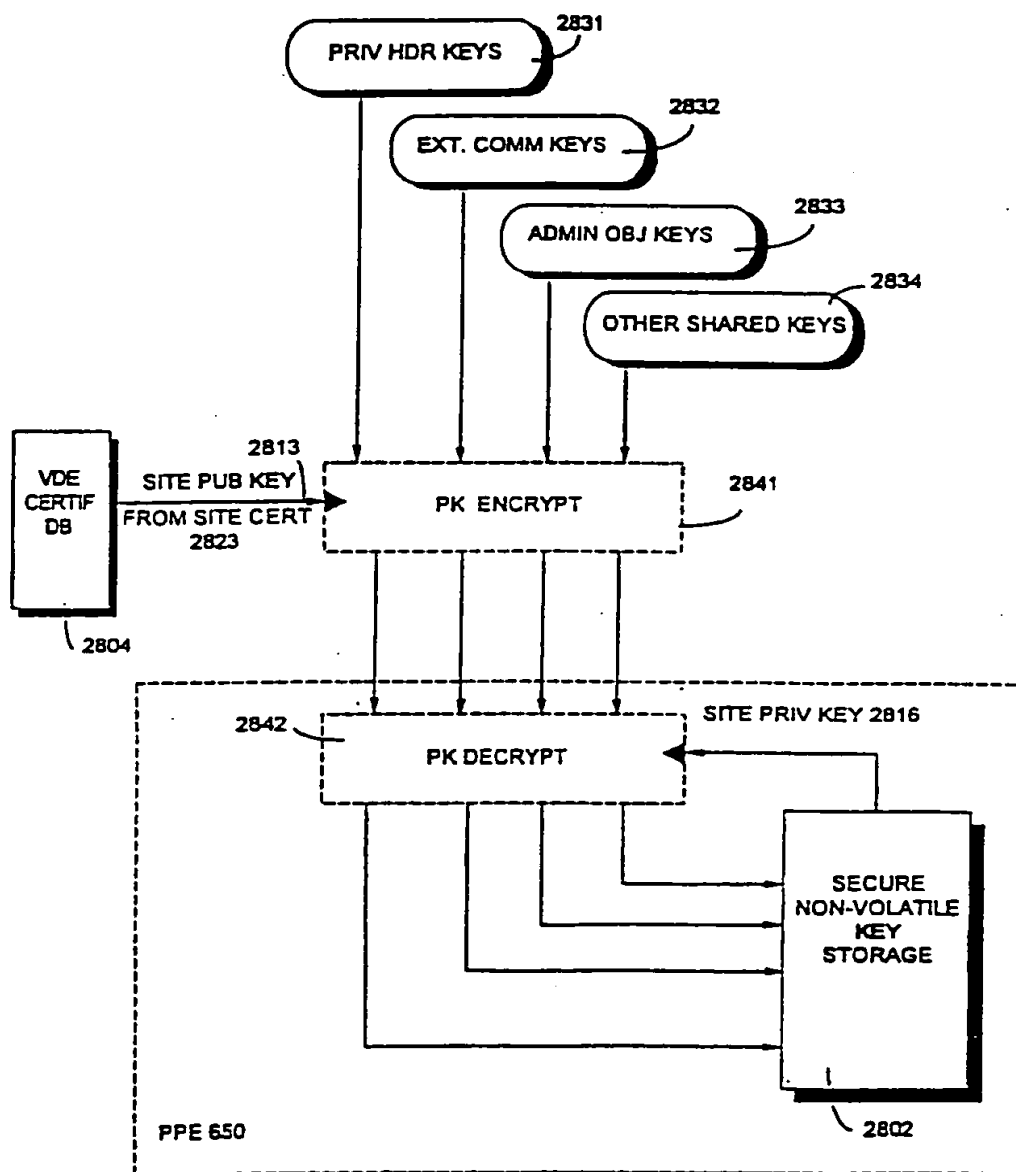 2831
PRIV HDR KEYS
2832
EXT. COMM KEYS
2833
ADMIN OBJ KEYS
2834
OTHER SHARED KEYS
VDE
CERTIF
DB
2813
SITE PUB KEY
FROM SITE CERT
2823
PK ENCRYPT
2841
2804
2842
SITE PRIV KEY 2816
PK DECRYPT
SECURE
NON-VOLATILE
KEY
STORAGE
PPE 650
2802